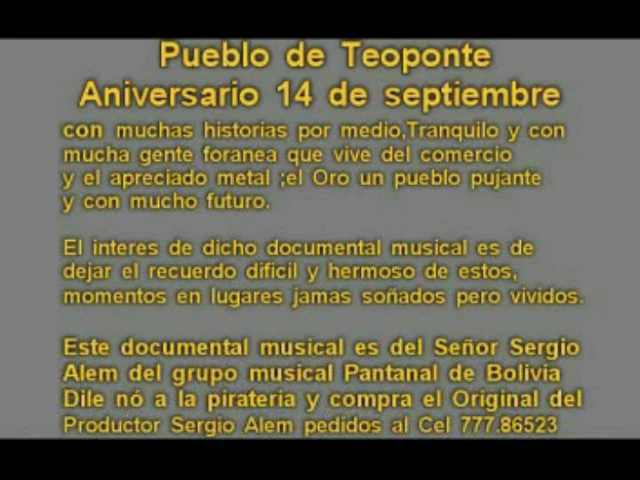 Pueblo de Teoponte
Aniversario 14 de septiembre
con muchas historias por medio,Tranquilo y con
mucha gente foranea que vive del comercio
y el apreciado metal ;el Oro un pueblo pujante
y con mucho futuro.
El interes de dicho documental musical es de
dejar el recuerdo dificil y hermoso de estos,
momentos en lugares jamas soñados pero vividos.
Este documental musical es del Señor Sergio
Alem del grupo musical Pantanal de Bolivia
Dile nó a la pirateria y compra el Original del
Productor Sergio Alem pedidos al Cel 777.86523